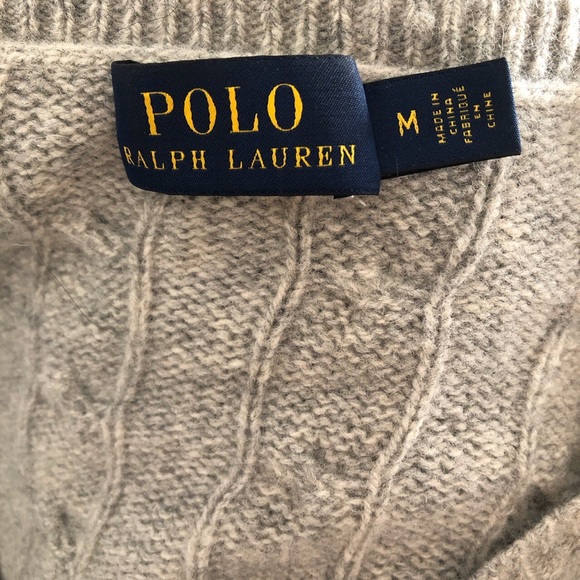 POLO
RALPH LAUREN
M
MADE IN
CHINA
FABRIQUÉ
EN
CHINE